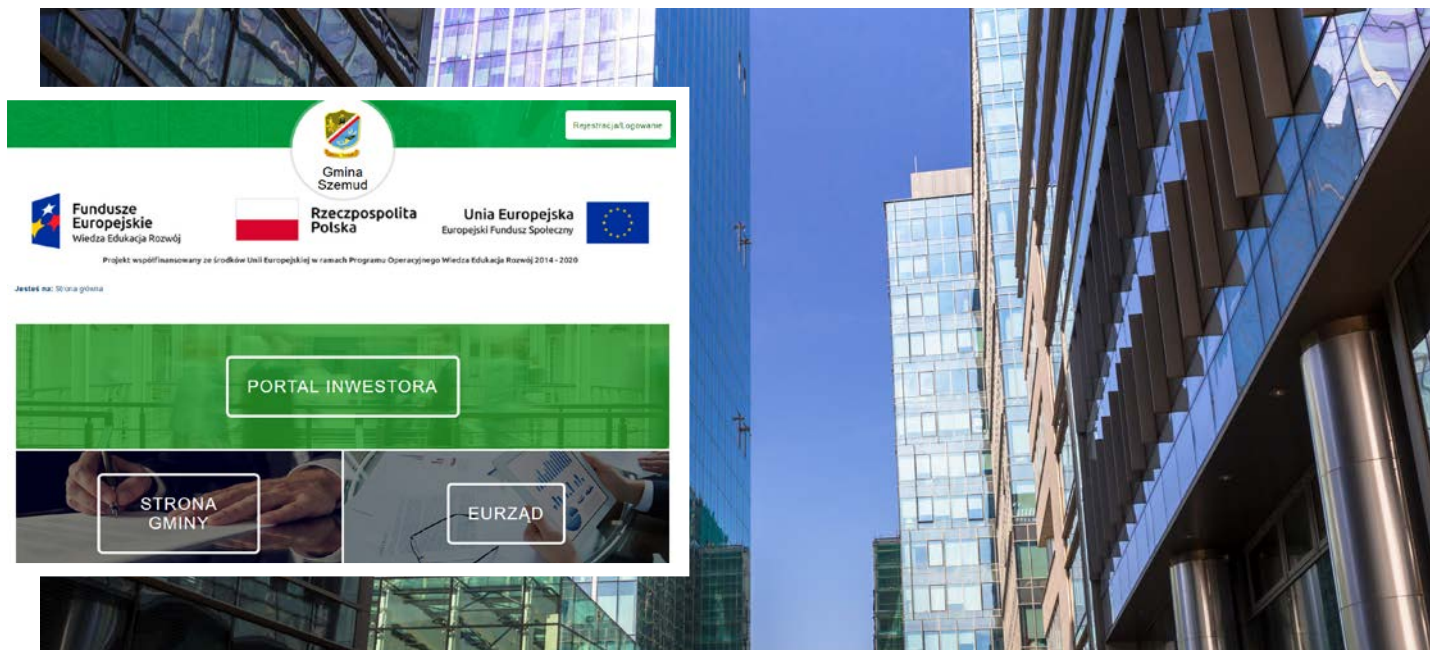 Rejestracja/Logowanie
Gmina
Szemud
Fundusze
Europejskie
Wiedza Edukacja Rozwój
Rzeczpospolita
Polska
Unia Europejska
Europejski Fundusz Społeczny
Projekt współfinansowany ze środków Unii Europejskiej w ramach Programu Operacyjnego Wiedza Edukacja Rozwój 2014 - 2020
Jesteś na: Strona główna
PORTAL INWESTORA
STRONA
GMINY
EURZĄD